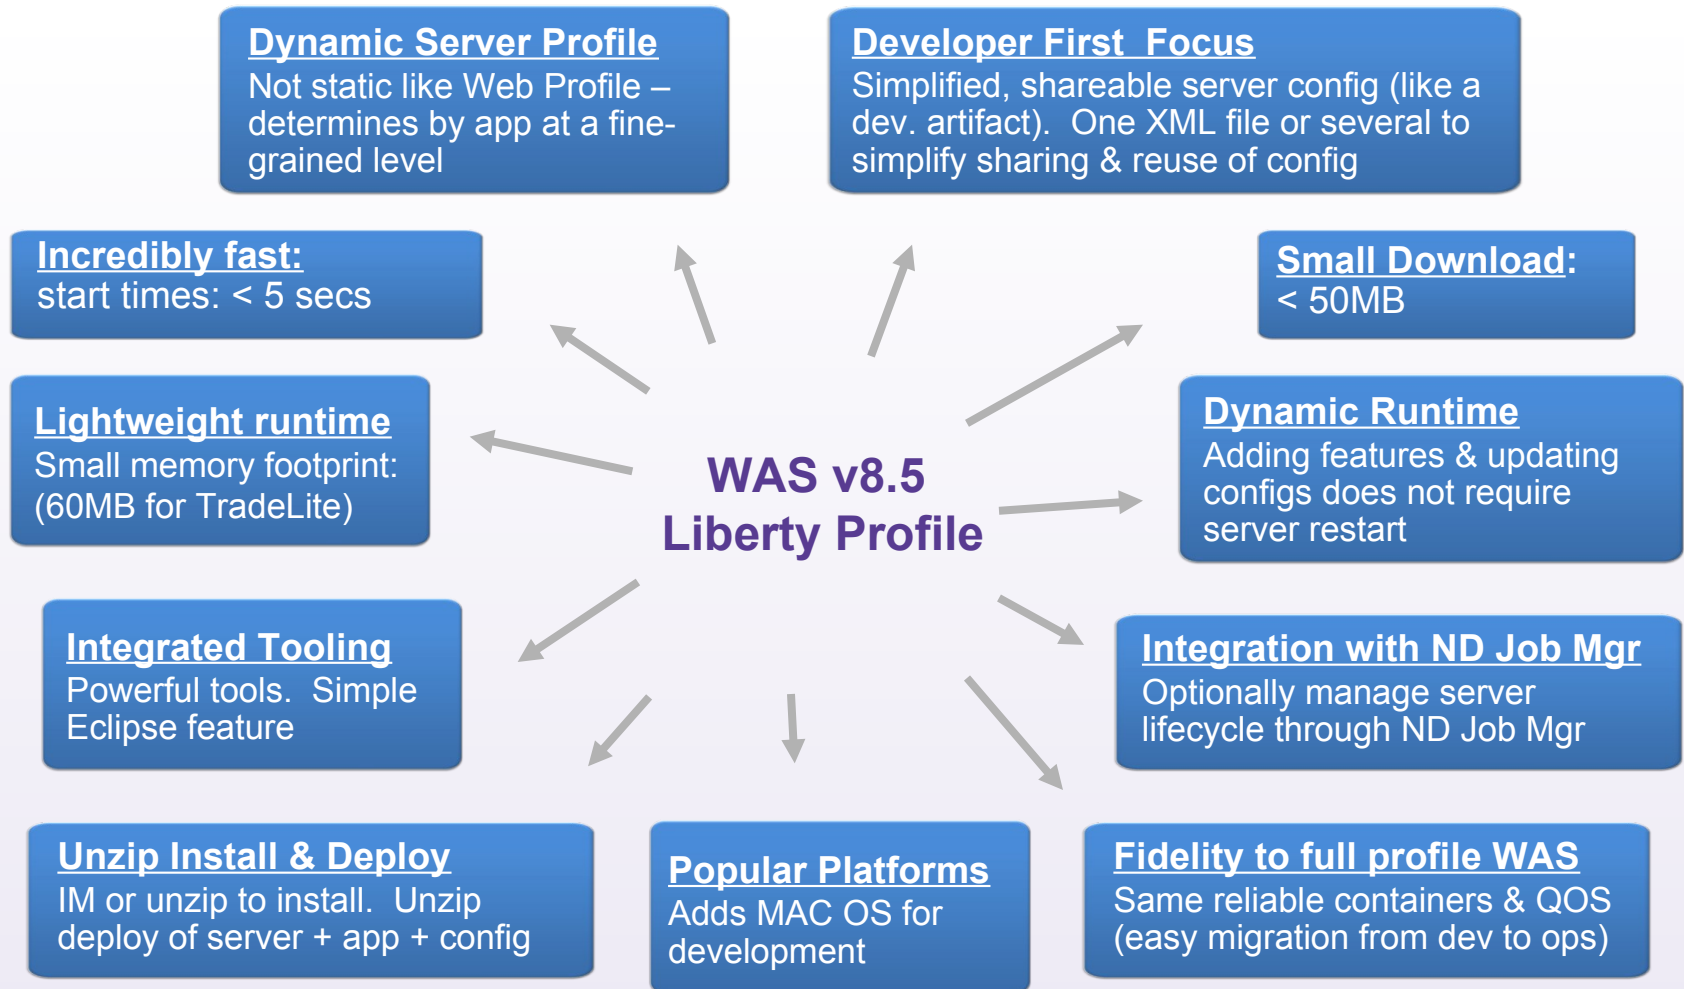 Dynamic Server Profile
Not static like Web Profile –
determines by app at a fine-
grained level
Developer First  Focus
Simplified, shareable server config (like a
dev. artifact).  One XML file or several to
simplify sharing & reuse of config
Incredibly fast:
start times: < 5 secs
Small Download:
< 50MB
Lightweight runtime
Small memory footprint:
(60MB for TradeLite)
WAS v8.5
Liberty Profile
Dynamic Runtime
Adding features & updating
configs does not require
server restart
Integrated Tooling
Powerful tools.  Simple
Eclipse feature
Integration with ND Job Mgr
Optionally manage server
lifecycle through ND Job Mgr
Unzip Install & Deploy
IM or unzip to install.  Unzip
deploy of server + app + config
Popular Platforms
Adds MAC OS for
development
Fidelity to full profile WAS
Same reliable containers & QOS
(easy migration from dev to ops)